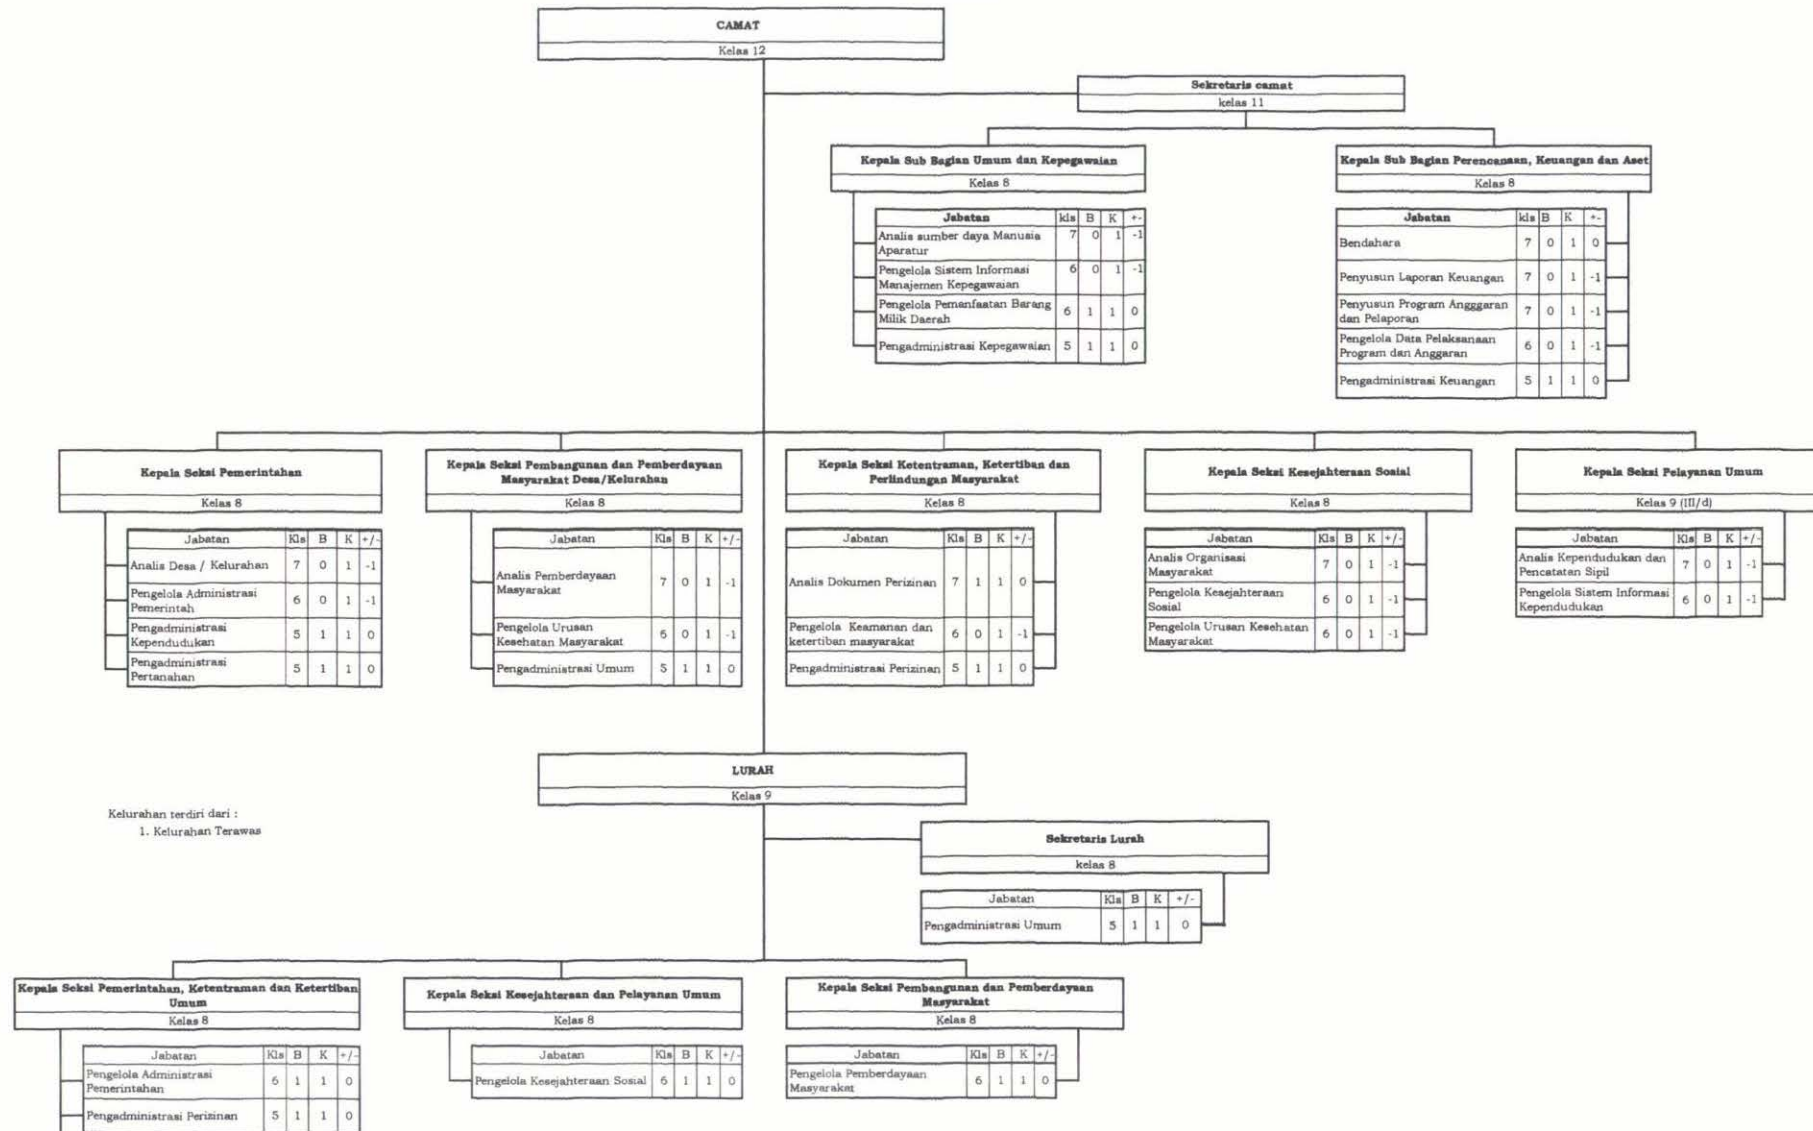 CAMAT
Kelas 12
Sekretaris camat
kelas 11
Kepala Sub Bagian Umum dan Kepegawaian
Kelas 8
Jabatan kls B K +-
Analis sumber daya Manusia 7 0 1 -1
Aparatur
Pengelola Sistem Informasi 6 0 1 -1
Manajemen Kepegawaian
Pengelola Pemanfaatan Barang
Milik Daerah 6 1 1 0
Pengadministrasi Kepegawaian 5 1 1 0
Kepala Sub Bagian Perencanaan, Keuangan dan Aset
Kelas 8
Jabatan kls B K +-
Bendahara 7 0 1 0
Penyusun Laporan Keuangan 7 0 1 -1
Penyusun Program Angggaran
dan Pelaporan 7 0 1 -1
Pengelola Data Pelaksanaan
Program dan Anggaran 6 0 1 -1
Pengadministrasi Keuangan 5 1 1 0
Kepala Seksi Pemerintahan
Kelas 8
Jabatan Kls B K +/-
Analis Desa / Kelurahan 7 0 1 -1
Pengelola Administrasi
Pemerintah 6 0 1 -1
Pengadministrasi
Kependudukan 5 1 1 0
Pengadministrasi
Pertanahan 5 1 1 0
Kepala Seksi Pembangunan dan Pemberdayaan
Masyarakat Desa/Kelurahan
Kelas 8
Jabatan Kls B K +/-
Analis Pemberdayaan
Masyarakat 7 0 1 -1
Pengelola Urusan
Kesehatan Masyarakat 6 0 1 -1
Pengadministrasi Umum 5 1 1 0
Kepala Seksi Ketentraman, Ketertiban dan
Perlindungan Masyarakat
Kelas 8
Jabatan Kls B K +/-
Analis Dokumen Perizinan 7 1 1 0
Pengelola Keamanan dan
ketertiban masyarakat 6 0 1 -1
Pengadministrasi Perizinan 5 1 1 0
Kepala Seksi Kesejahteraan Sosial
Kelas 8
Jabatan Kls B K +/-
Analis Organisasi
Masyarakat 7 0 1 -1
Pengelola Kesejahteraan
Sosial 6 0 1 -1
Pengelola Urusan Kesehatan
Masyarakat 6 0 1 -1
Kepala Seksi Pelayanan Umum
Kelas 9 (III/d)
Jabatan Kls B K +/-
Analis Kependudukan dan
Pencatatan Sipil 7 0 1 -1
Pengelola Sistem Informasi
Kependudukan 6 0 1 -1
LURAH
Kelas 9
Kelurahan terdiri dari :
1. Kelurahan Terawas
Sekretaris Lurah
kelas 8
Jabatan Kls B K +/-
Pengadministrasi Umum 5 1 1 0
Kepala Seksi Pemerintahan, Ketentraman dan Ketertiban
Umum
Kelas 8
Jabatan Kls B K +/-
Pengelola Administrasi
Pemerintahan 6 1 1 0
Pengadministrasi Perizinan 5 1 1 0
Kepala Seksi Kesejahteraan dan Pelayanan Umum
Kelas 8
Jabatan Kls B K +/-
Pengelola Kesejahteraan Sosial 6 1 1 0
Kepala Seksi Pembangunan dan Pemberdayaan
Masyarakat
Kelas 8
Jabatan Kls B K +/-
Pengelola Pemberdayaan
Masyarakat 6 1 1 0